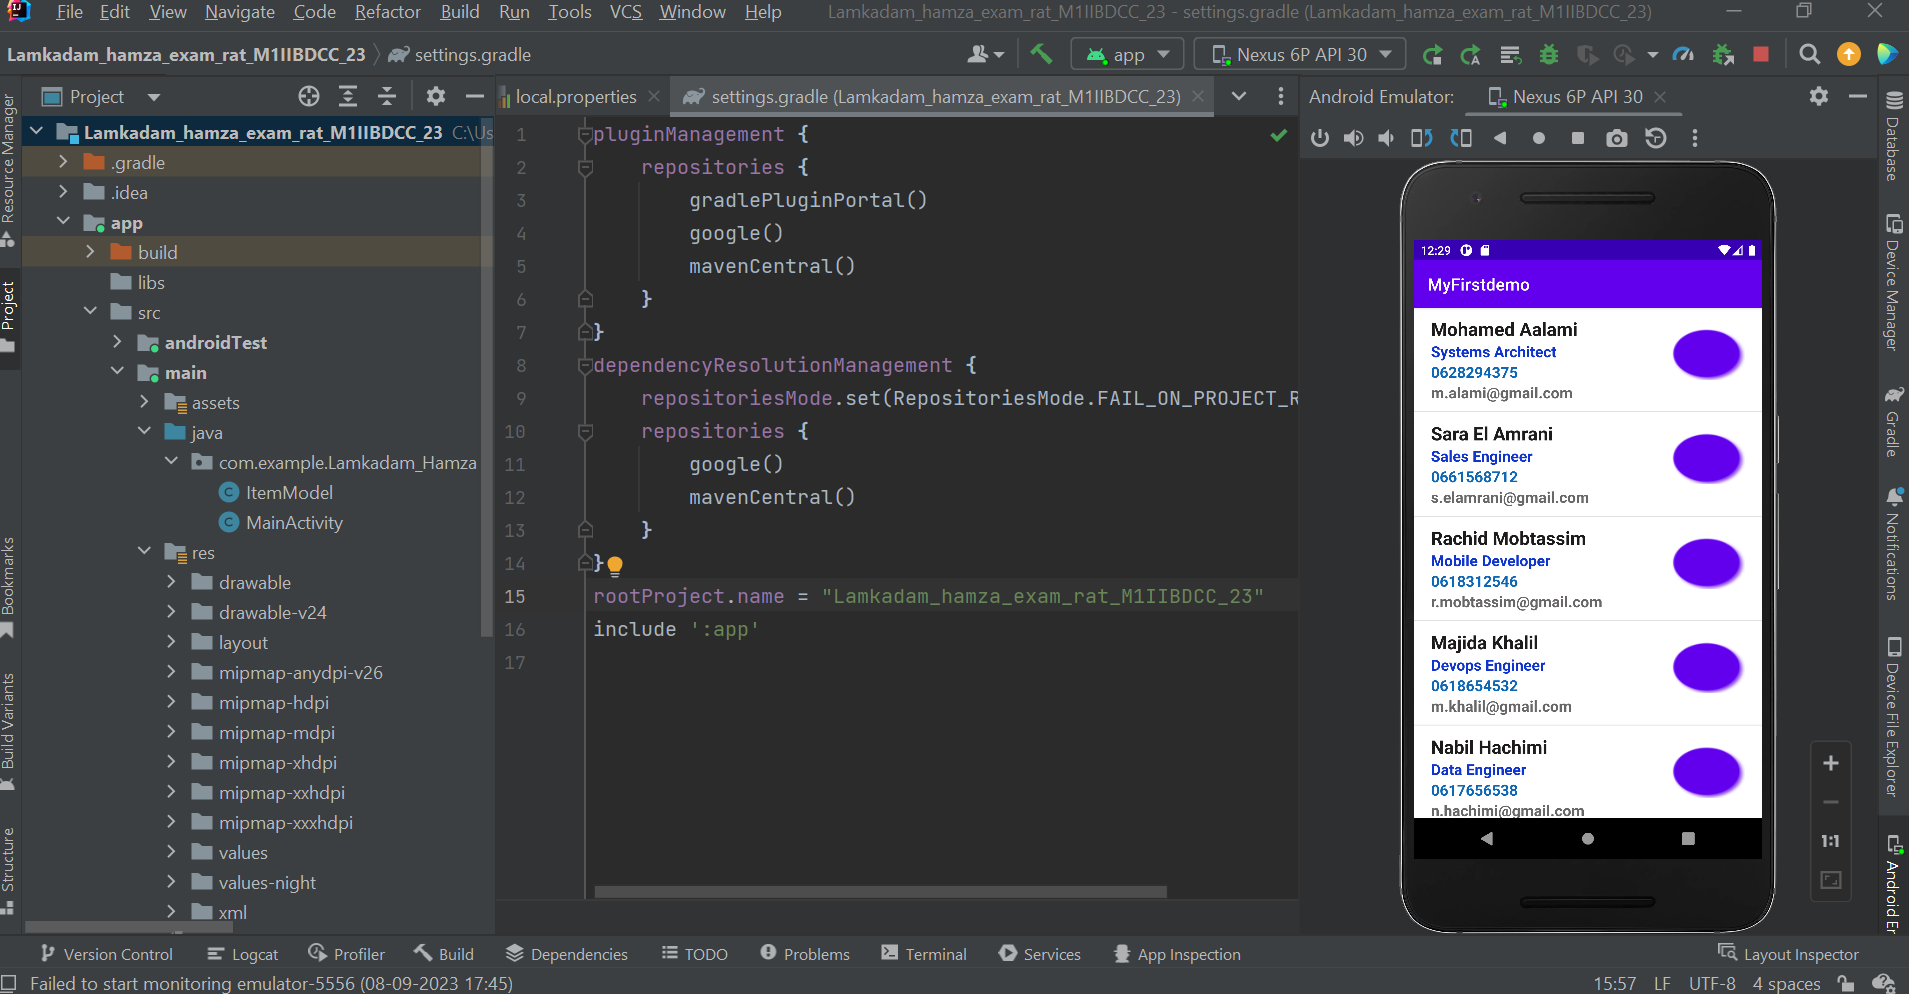 File Edit View Navigate Code Refactor Build Run Tools VCS Window Help Lamkadam_hamza_exam_rat_M1IIBDCC_23 - settings.gradle (Lamkadam_hamza_exam_rat_M1IIBDCC_23)
Lamkadam_hamza_exam_rat_M1IIBDCC_23 settings.gradle app Nexus 6P API 30
Project local.properties settings.gradle (Lamkadam_hamza_exam_rat_M1IIBDCC_23) Android Emulator: Nexus 6P API 30
Resource Manager
Project
Bookmarks
Build Variants
Structure
Lamkadam_hamza_exam_rat_M1IIBDCC_23 C:\Us
.gradle
.idea
app
build
libs
src
androidTest
main
assets
java
com.example.Lamkadam_Hamza
ItemModel
MainActivity
res
drawable
drawable-v24
layout
mipmap-anydpi-v26
mipmap-hdpi
mipmap-mdpi
mipmap-xhdpi
mipmap-xxhdpi
mipmap-xxxhdpi
values
values-night
xml
1 pluginManagement {
2 repositories {
3 gradlePluginPortal()
4 google()
5 mavenCentral()
6 }
7 }
8 dependencyResolutionManagement {
9 repositoriesMode.set(RepositoriesMode.FAIL_ON_PROJECT_R
10 repositories {
11 google()
12 mavenCentral()
13 }
14 }
15 rootProject.name = "Lamkadam_hamza_exam_rat_M1IIBDCC_23"
16 include ':app'
17
12:29
MyFirstdemo
Mohamed Aalami
Systems Architect
0628294375
m.alami@gmail.com
Sara El Amrani
Sales Engineer
0661568712
s.elamrani@gmail.com
Rachid Mobtassim
Mobile Developer
0618312546
r.mobtassim@gmail.com
Majida Khalil
Devops Engineer
0618654532
m.khalil@gmail.com
Nabil Hachimi
Data Engineer
0617656538
n.hachimi@gmail.com
1:1
Database
Device Manager
Gradle
Notifications
Device File Explorer
Android Er
Version Control Logcat Profiler Build Dependencies TODO Problems Terminal Services App Inspection Layout Inspector
Failed to start monitoring emulator-5556 (08-09-2023 17:45) 15:57 LF UTF-8 4 spaces